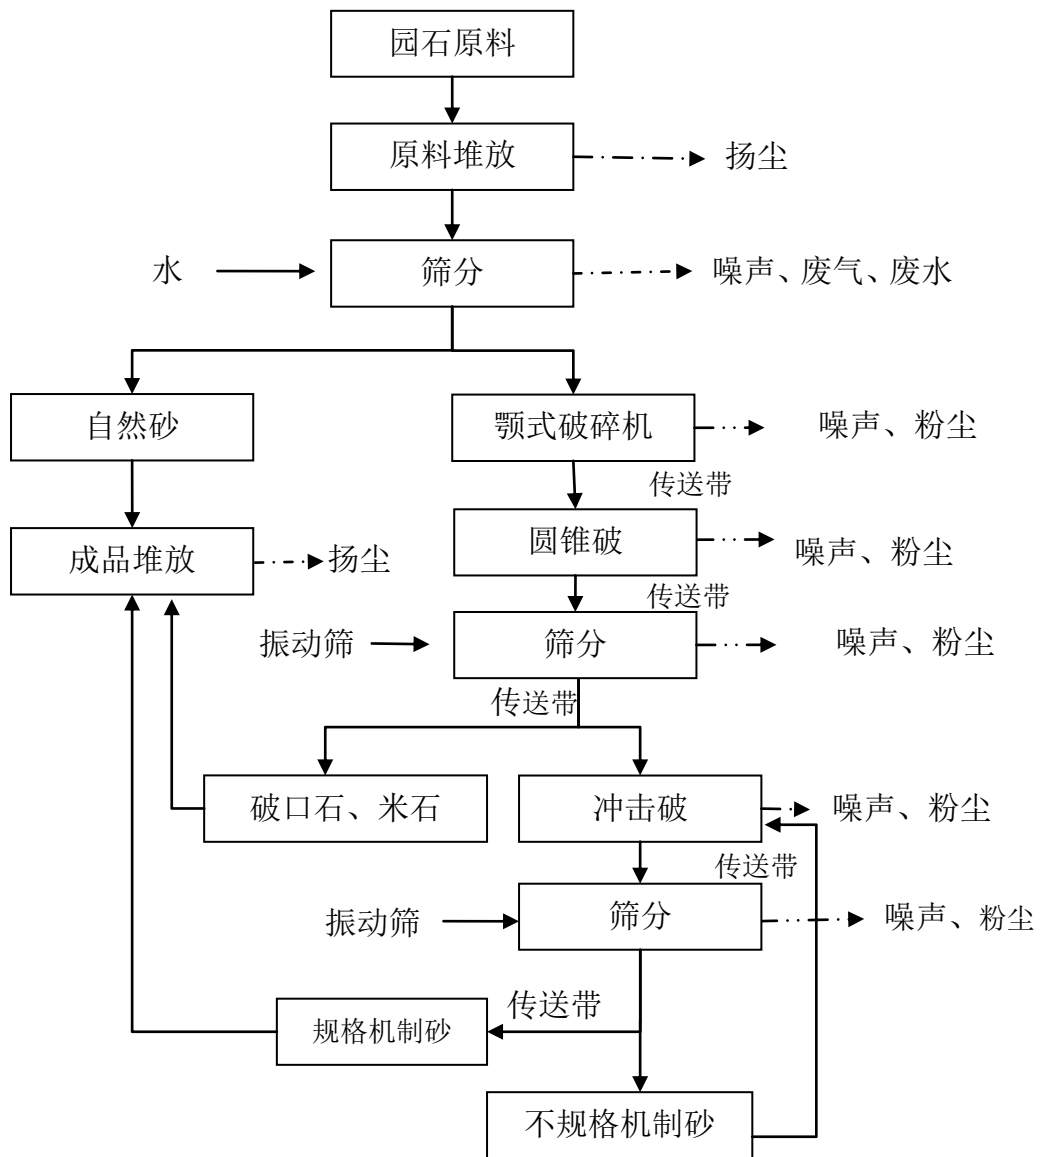 园石原料
原料堆放
扬尘
水
筛分
噪声、废气、废水
自然砂
颚式破碎机
噪声、粉尘
传送带
成品堆放
扬尘
圆锥破
噪声、粉尘
传送带
振动筛
筛分
噪声、粉尘
传送带
破口石、米石
冲击破
噪声、粉尘
传送带
振动筛
筛分
噪声、粉尘
传送带
规格机制砂
不规格机制砂